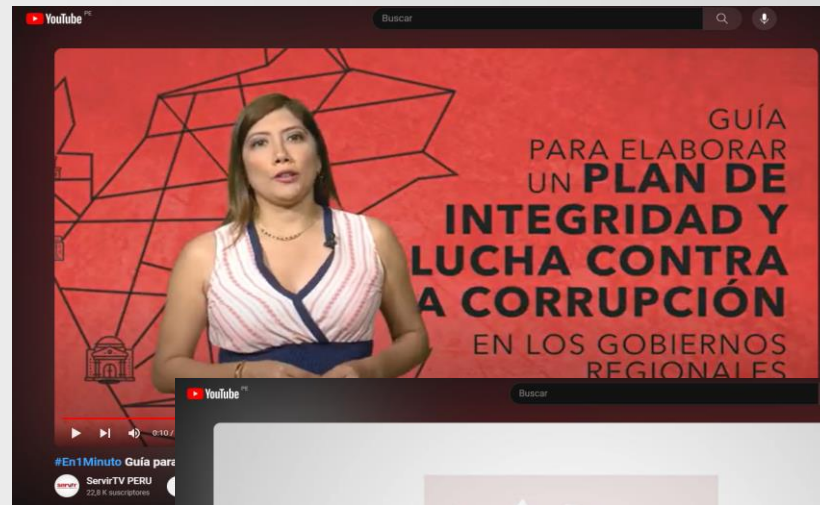 YouTube PE
Buscar
GUÍA
PARA ELABORAR
UN PLAN DE
INTEGRIDAD Y
LUCHA CONTRA
A CORRUPCIÓN
EN LOS GOBIERNOS
REGIONALES
YouTube PE
Buscar
0:10 /
#En1Minuto Guía para
servir
ServirTV PERU
22,8 K suscriptores